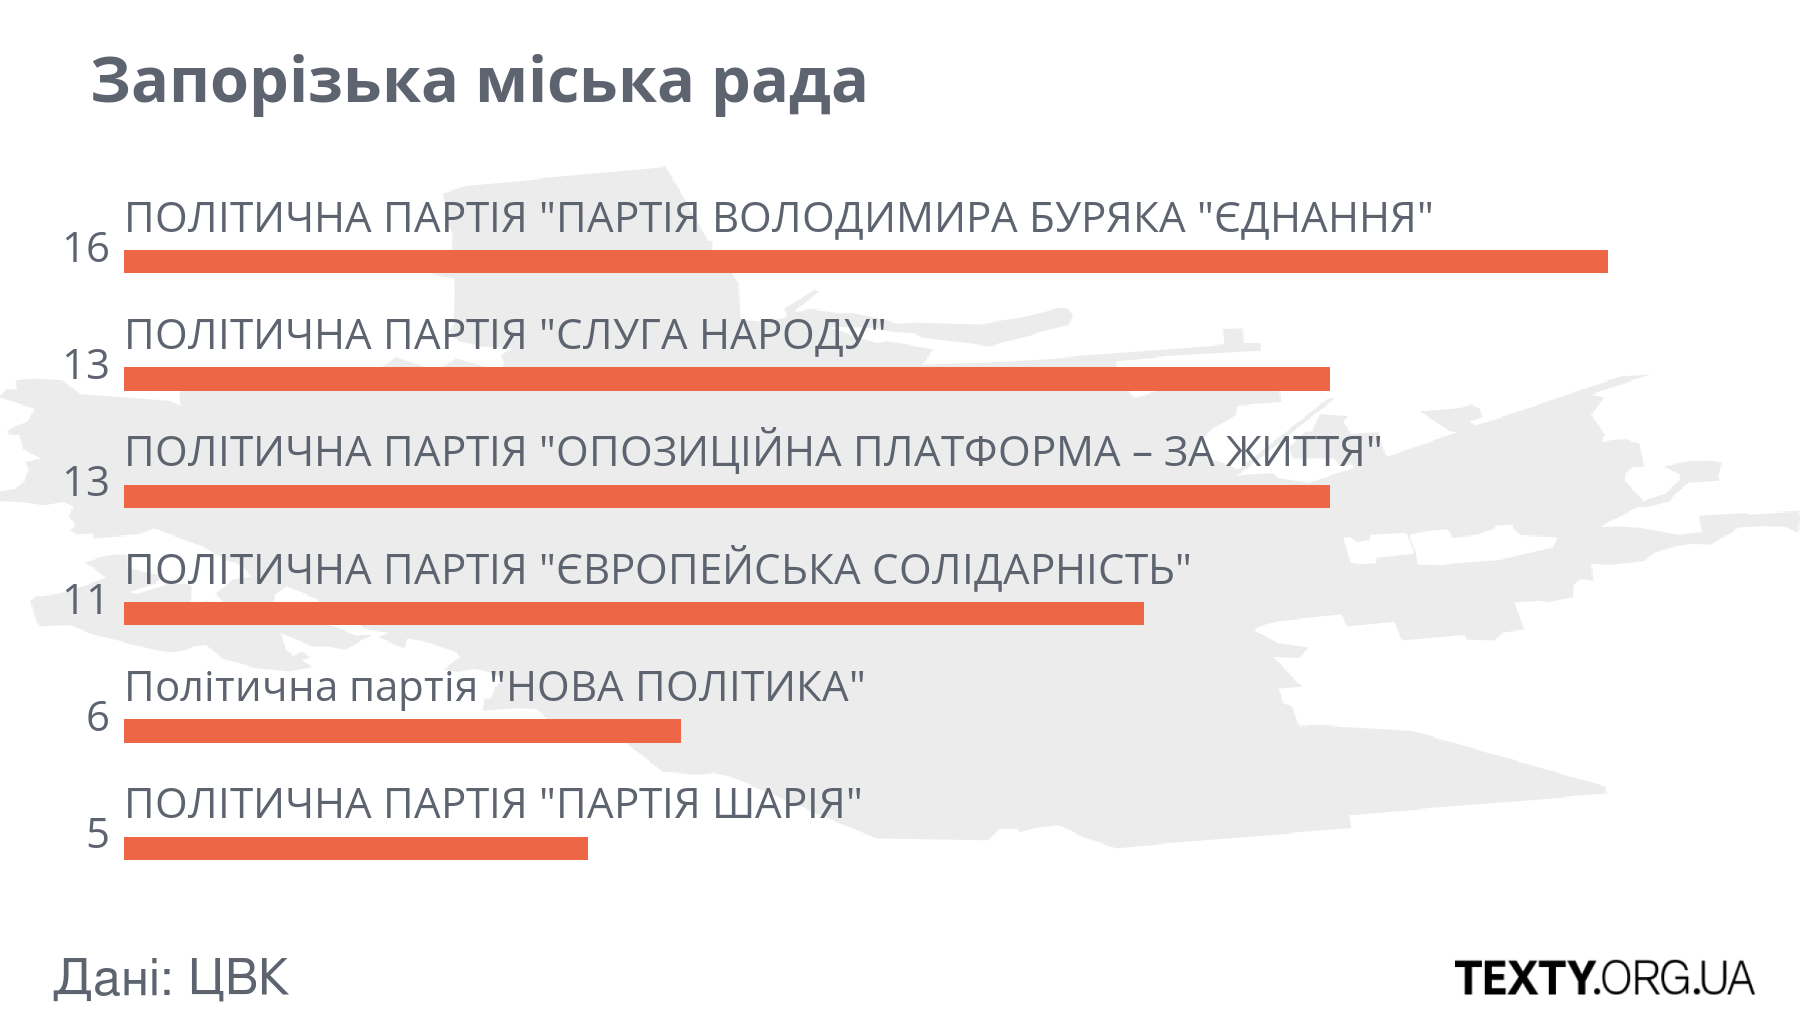 Запорізька міська рада
ПОЛІТИЧНА ПАРТІЯ "ПАРТІЯ ВОЛОДИМИРА БУРЯКА "ЄДНАННЯ"
16
ПОЛІТИЧНА ПАРТІЯ "СЛУГА НАРОДУ"
13
ПОЛІТИЧНА ПАРТІЯ "ОПОЗИЦІЙНА ПЛАТФОРМА – ЗА ЖИТТЯ"
13
ПОЛІТИЧНА ПАРТІЯ "ЄВРОПЕЙСЬКА СОЛІДАРНІСТЬ"
11
Політична партія "НОВА ПОЛІТИКА"
6
ПОЛІТИЧНА ПАРТІЯ "ПАРТІЯ ШАРІЯ"
5
Дані: ЦВК
TEXTY.ORG.UA